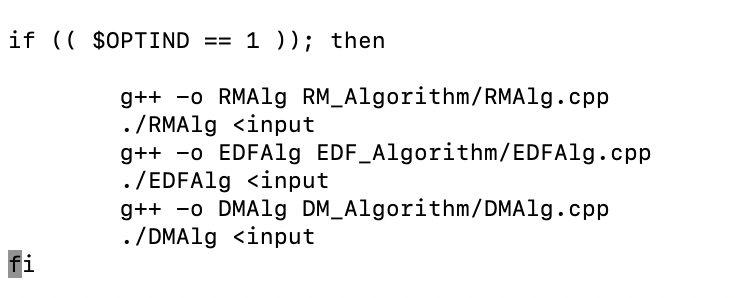 if (( $OPTIND == 1 )); then
g++ -o RMAlg RM_Algorithm/RMAlg.cpp
./RMAlg <input
g++ -o EDFAlg EDF_Algorithm/EDFAlg.cpp
./EDFAlg <input
g++ -o DMAlg DM_Algorithm/DMAlg.cpp
./DMAlg <input
fi